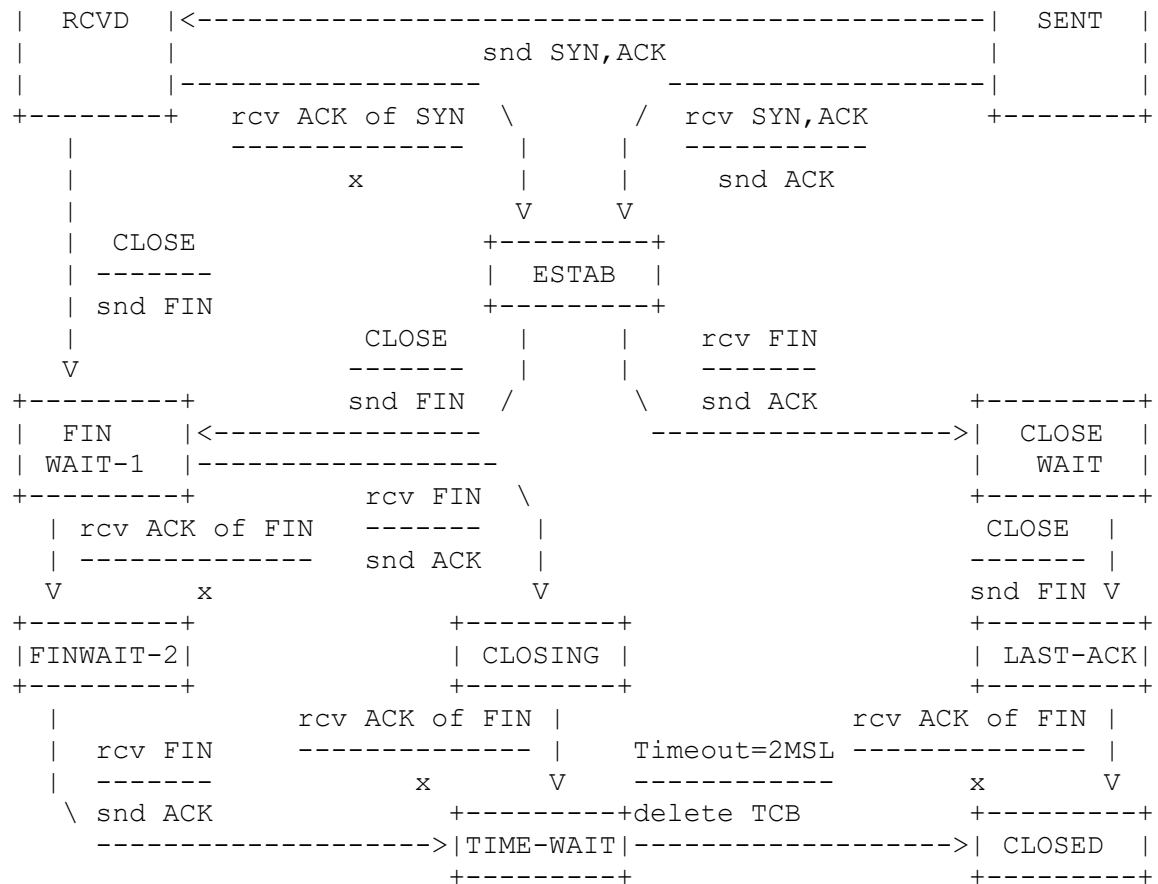 |  RCVD  |<-----------------------------------------|  SENT  |
|        |                snd SYN,ACK               |        |
|        |----------------          ----------------|        |
+--------+  rcv ACK of SYN  \      /  rcv SYN,ACK   +--------+
|        --------------  |    |  -----------
|              x         |    |    snd ACK
|                        V    V
|  CLOSE               +---------+
| -------              |  ESTAB  |
| snd FIN              +---------+
|               CLOSE    |    |   rcv FIN
V              -------   |    |   -------
+---------+        snd FIN  /      \  snd ACK        +---------+
|  FIN    |<----------------        ---------------->|  CLOSE  |
| WAIT-1  |------------------                        |   WAIT  |
+---------+         rcv FIN  \                       +---------+
| rcv ACK of FIN   -------   |                       CLOSE  |
| --------------   snd ACK   |                      ------- |
V       x                    V                      snd FIN V
+---------+             +---------+                  +---------+
|FINWAIT-2|             | CLOSING |                  | LAST-ACK|
+---------+             +---------+                  +---------+
|            rcv ACK of FIN |               rcv ACK of FIN |
|  rcv FIN   -------------- |   Timeout=2MSL -------------- |
|  -------          x       V   ------------        x       V
\ snd ACK             +---------+delete TCB         +---------+
------------------>|TIME-WAIT|------------------>| CLOSED  |
+---------+                  +---------+